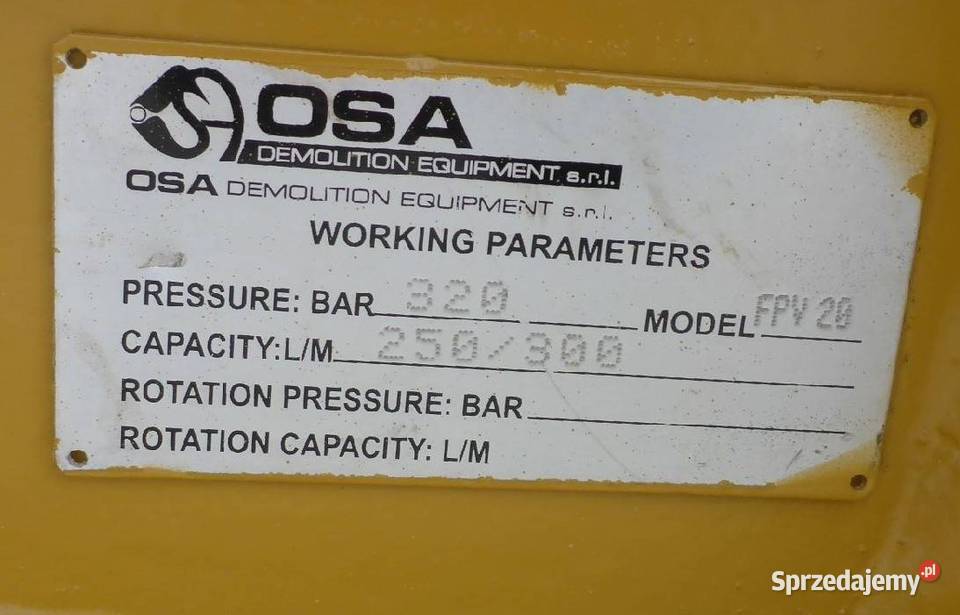 OSA
DEMOLITION EQUIPMENT s.r.l.
OSA DEMOLITION EQUIPMENT s.r.l.
WORKING PARAMETERS
PRESSURE: BAR 320 MODEL FPV 20
CAPACITY: L/M 250/300
ROTATION PRESSURE: BAR
ROTATION CAPACITY: L/M
Sprzedajemy.pl